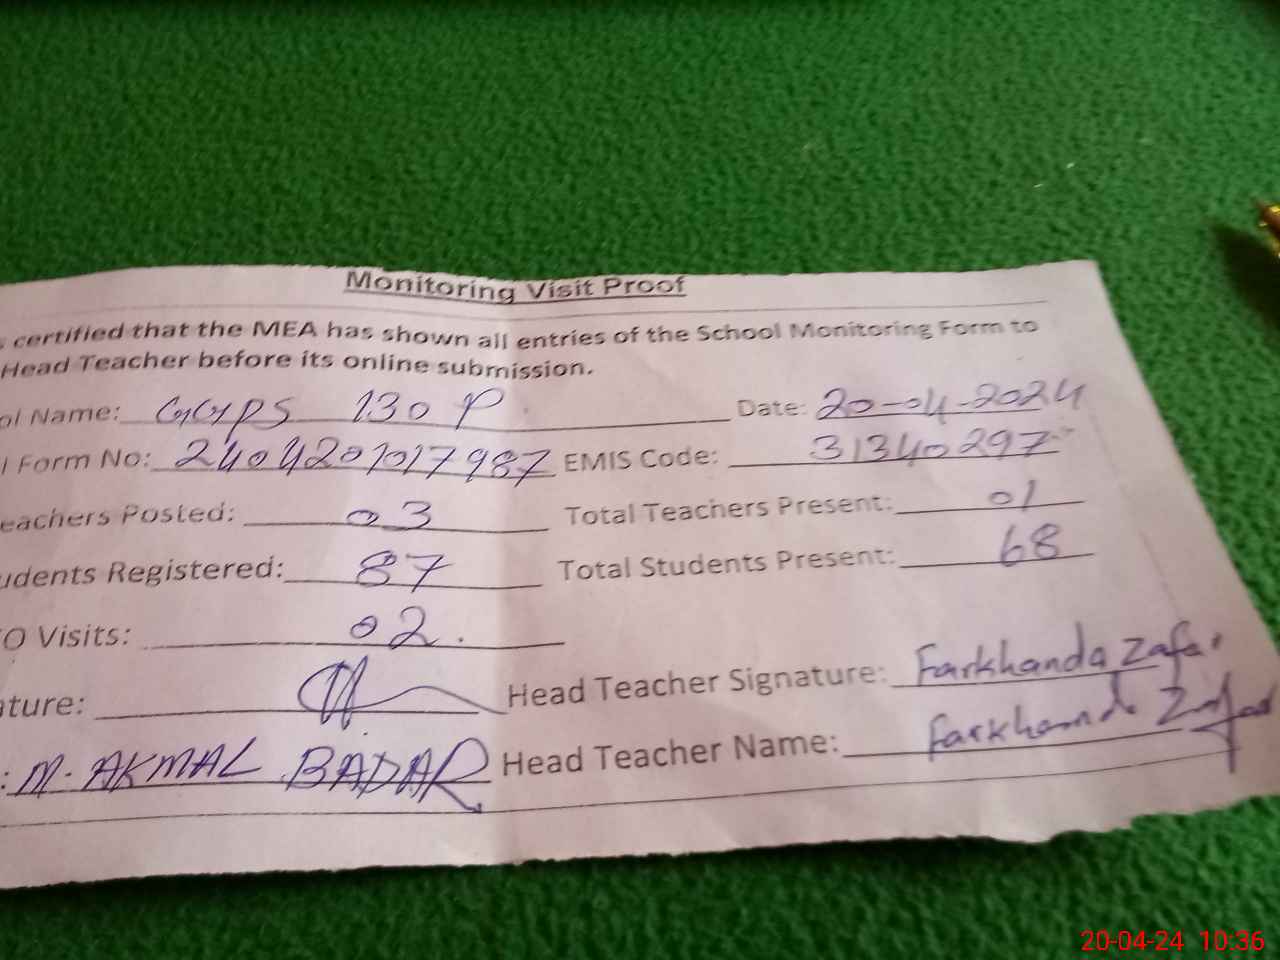 Monitoring Visit Proof
s certified that the MEA has shown all entries of the School Monitoring Form to
Head Teacher before its online submission.
ol Name: GGPS 130 P Date: 20-04-2024
l Form No: 2404201017987 EMIS Code: 31340297
eachers Posted: 03 Total Teachers Present: 01
udents Registered: 87 Total Students Present: 68
O Visits: 02.
ature: Head Teacher Signature: Farkhanda Zafar
: M. AKMAL BADAR Head Teacher Name: Farkhanda Zafar
20-04-24 10:36